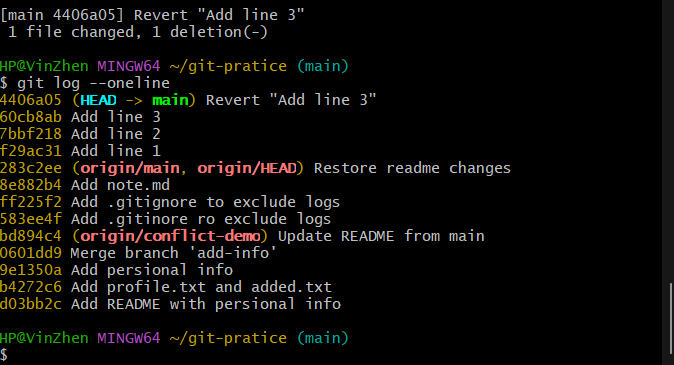 [main 4406a05] Revert "Add line 3"
 1 file changed, 1 deletion(-)
HP@VinZhen MINGW64 ~/git-pratice (main)
$ git log --oneline
4406a05 (HEAD -> main) Revert "Add line 3"
60cb8ab Add line 3
7bbf218 Add line 2
f29ac31 Add line 1
283c2ee (origin/main, origin/HEAD) Restore readme changes
8e882b4 Add note.md
ff225f2 Add .gitignore to exclude logs
583ee4f Add .gitinore ro exclude logs
bd894c4 (origin/conflict-demo) Update README from main
0601dd9 Merge branch 'add-info'
9e1350a Add personal info
b4272c6 Add profile.txt and added.txt
d03bb2c Add README with persional info
HP@VinZhen MINGW64 ~/git-pratice (main)
$